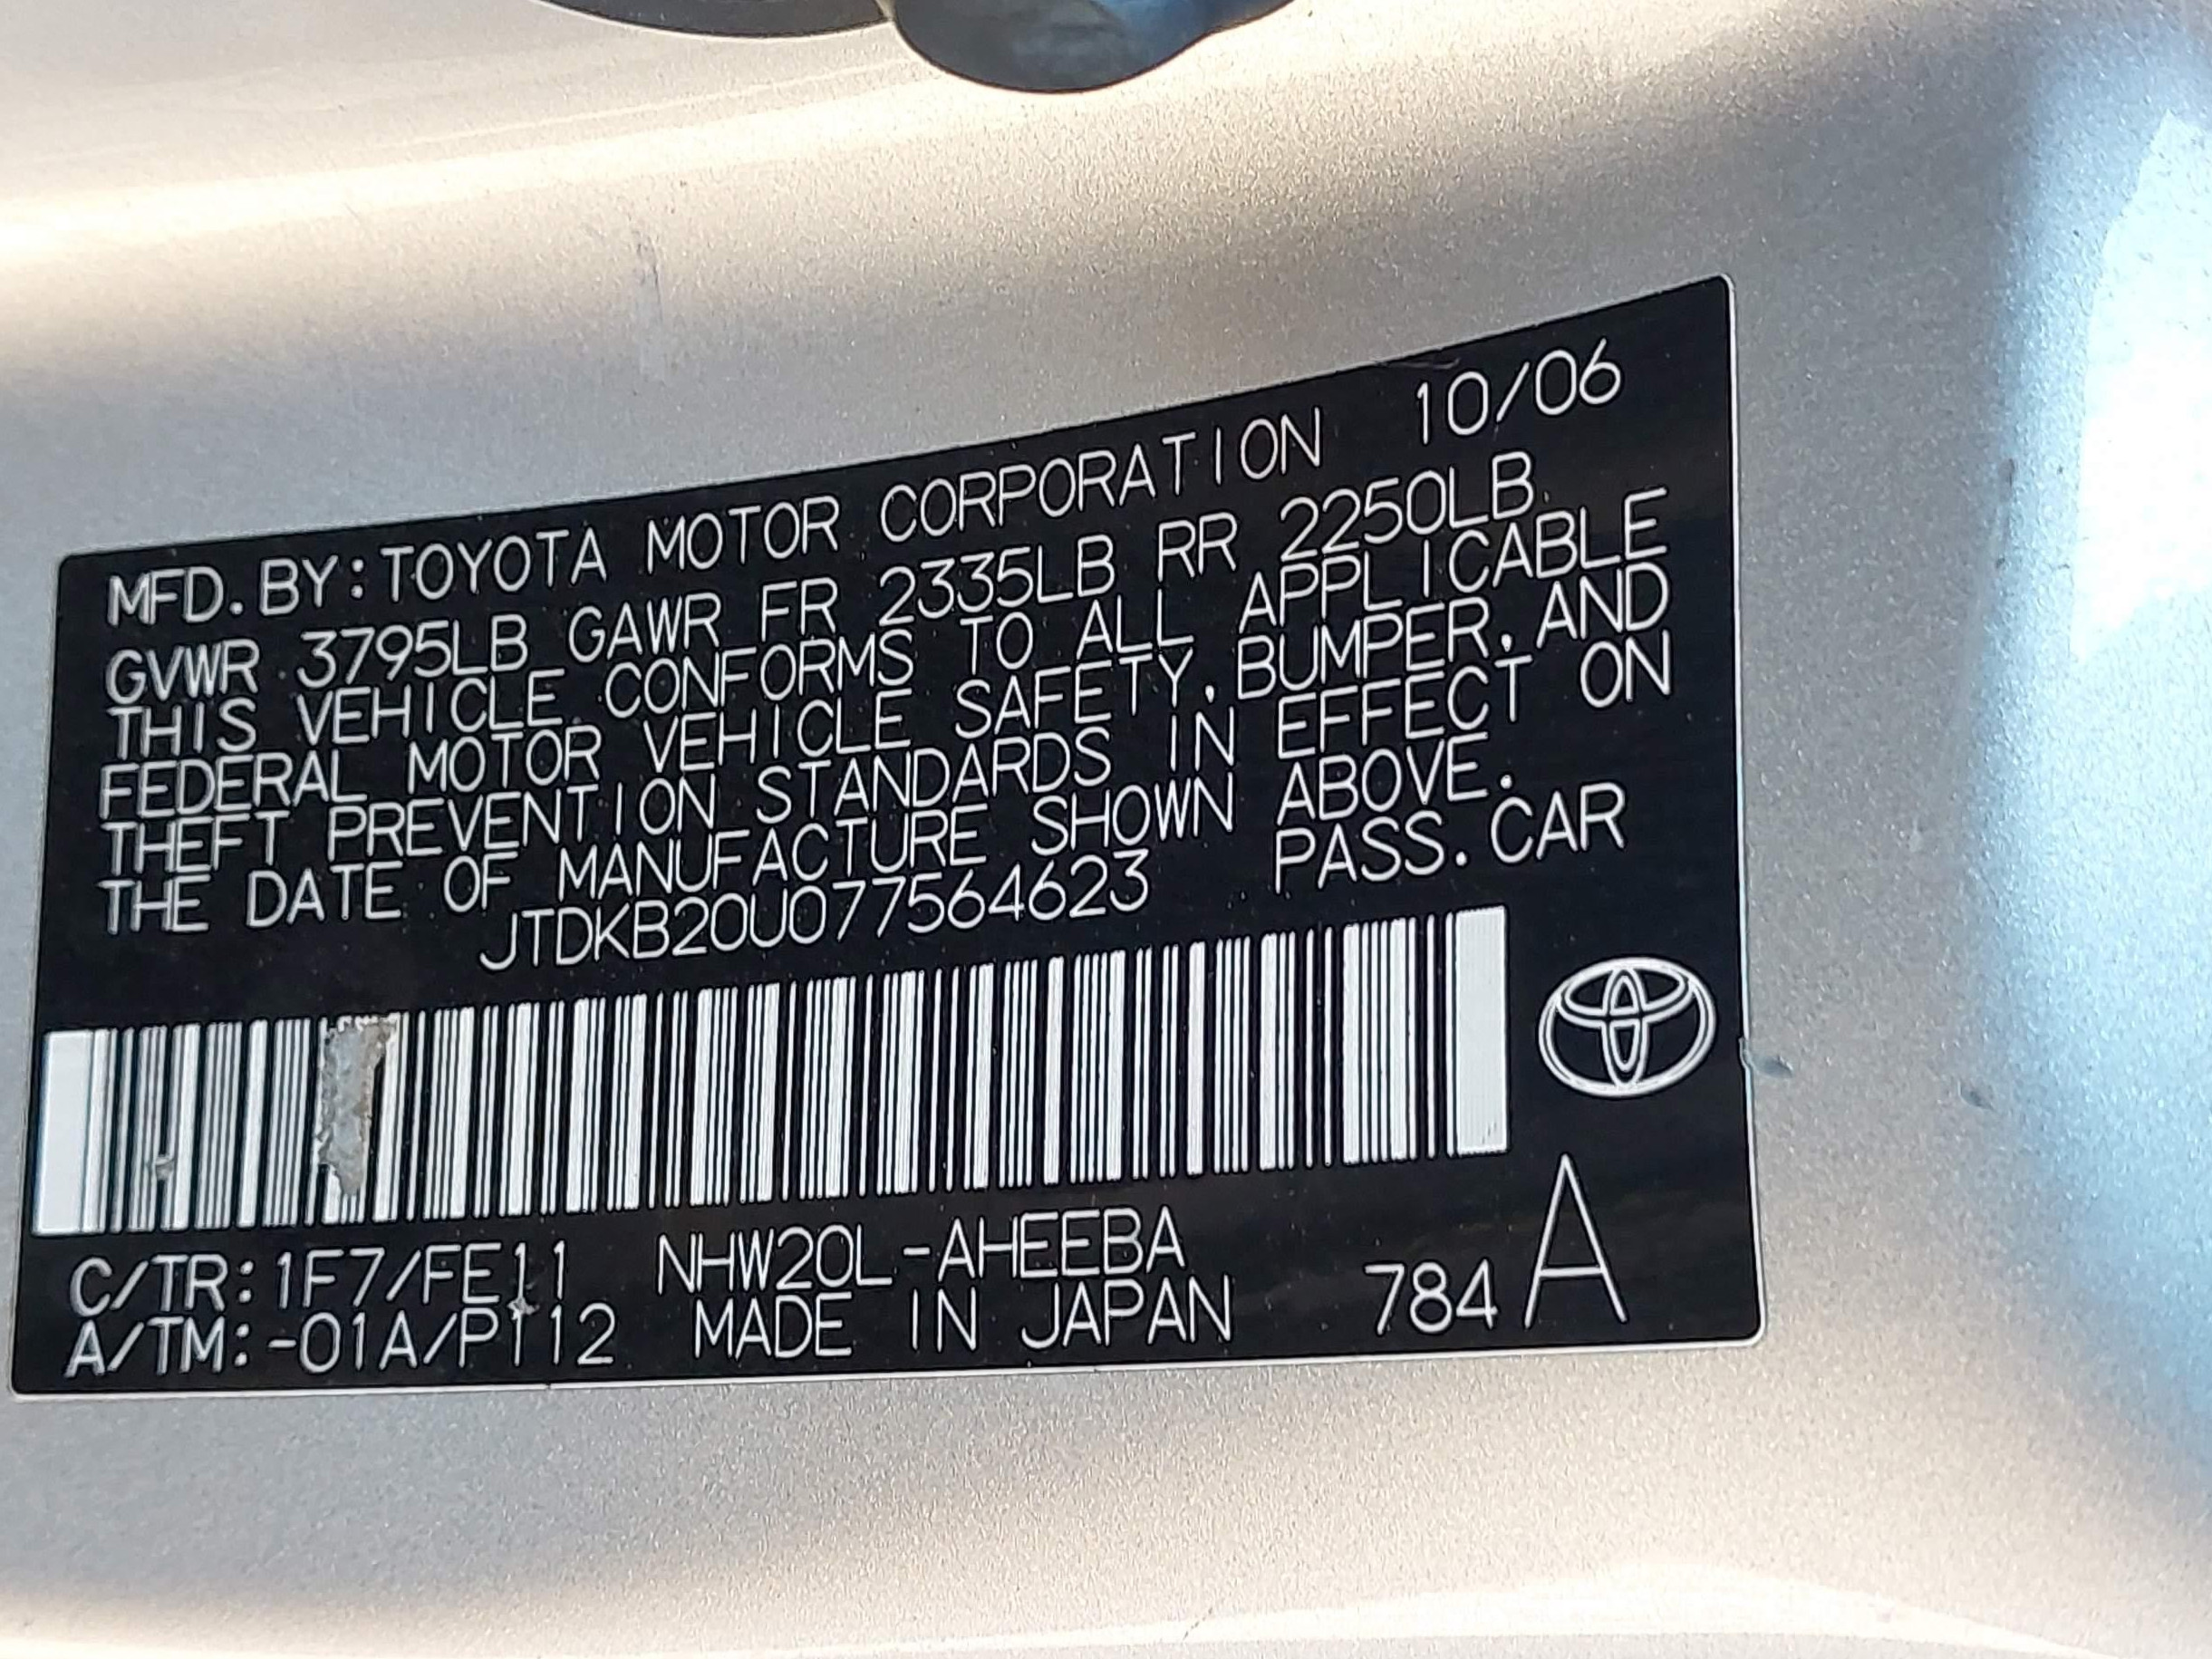 MFD. BY: TOYOTA MOTOR CORPORATION 10/06
GVWR 3795LB GAWR FR 2335LB RR 2250LB
THIS VEHICLE CONFORMS TO ALL APPLICABLE
FEDERAL MOTOR VEHICLE SAFETY, BUMPER, AND
THEFT PREVENTION STANDARDS IN EFFECT ON
THE DATE OF MANUFACTURE SHOWN ABOVE.
JTDKB20U077564623 PASS. CAR
C/TR: 1F7/FE11 NHW20L-AHEEBA
A/TM: -01A/P112 MADE IN JAPAN 784 A